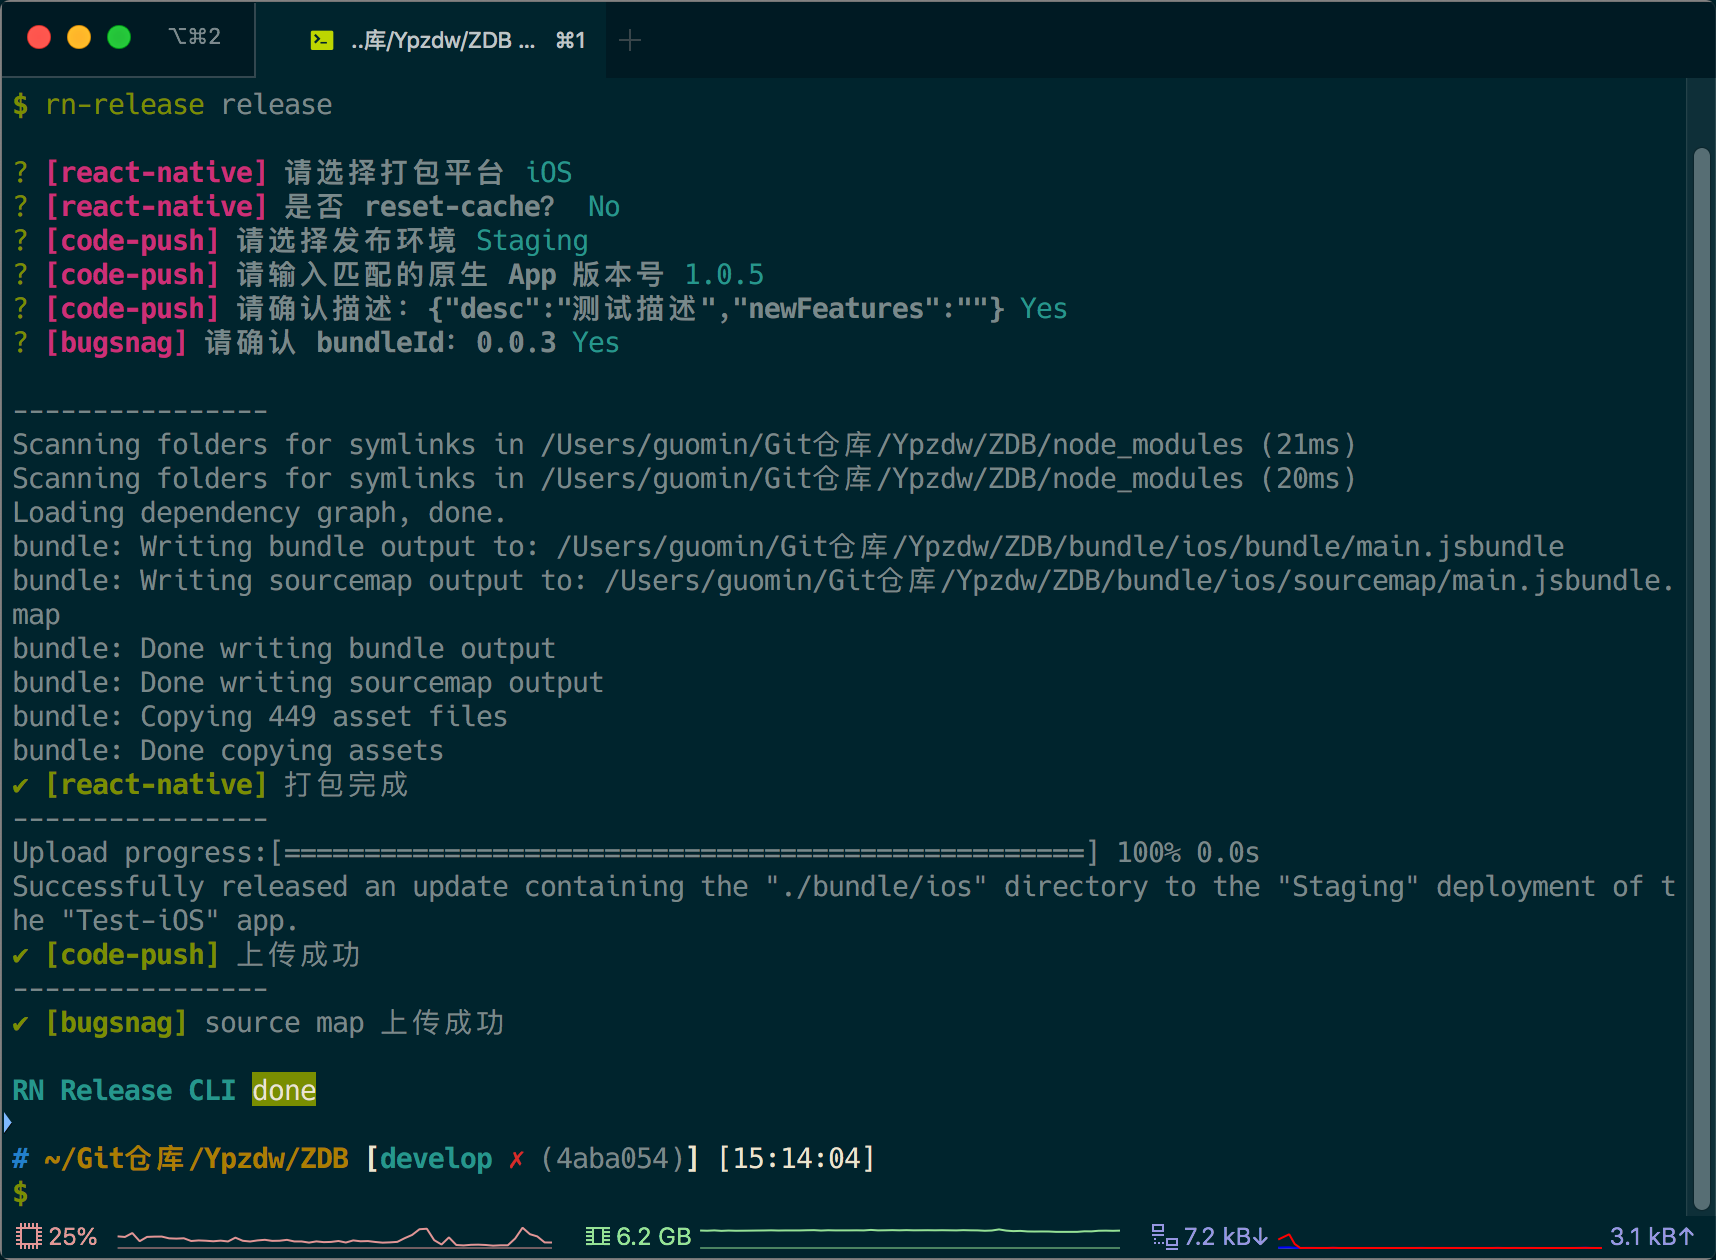 ⌥⌘2
..库/Ypzdw/ZDB ... ⌘1
$ rn-release release
? [react-native] 请选择打包平台 iOS
? [react-native] 是否 reset-cache? No
? [code-push] 请选择发布环境 Staging
? [code-push] 请输入匹配的原生 App 版本号 1.0.5
? [code-push] 请确认描述: {"desc":"测试描述","newFeatures":""} Yes
? [bugsnag] 请确认 bundleId: 0.0.3 Yes
----------------
Scanning folders for symlinks in /Users/guomin/Git仓库/Ypzdw/ZDB/node_modules (21ms)
Scanning folders for symlinks in /Users/guomin/Git仓库/Ypzdw/ZDB/node_modules (20ms)
Loading dependency graph, done.
bundle: Writing bundle output to: /Users/guomin/Git仓库/Ypzdw/ZDB/bundle/ios/bundle/main.jsbundle
bundle: Writing sourcemap output to: /Users/guomin/Git仓库/Ypzdw/ZDB/bundle/ios/sourcemap/main.jsbundle.
map
bundle: Done writing bundle output
bundle: Done writing sourcemap output
bundle: Copying 449 asset files
bundle: Done copying assets
✔ [react-native] 打包完成
----------------
Upload progress:[==================================================] 100% 0.0s
Successfully released an update containing the "./bundle/ios" directory to the "Staging" deployment of t
he "Test-iOS" app.
✔ [code-push] 上传成功
----------------
✔ [bugsnag] source map 上传成功
RN Release CLI done
# ~/Git仓库/Ypzdw/ZDB [develop ✗ (4aba054)] [15:14:04]
$
25% 6.2 GB 7.2 kB↓ 3.1 kB↑